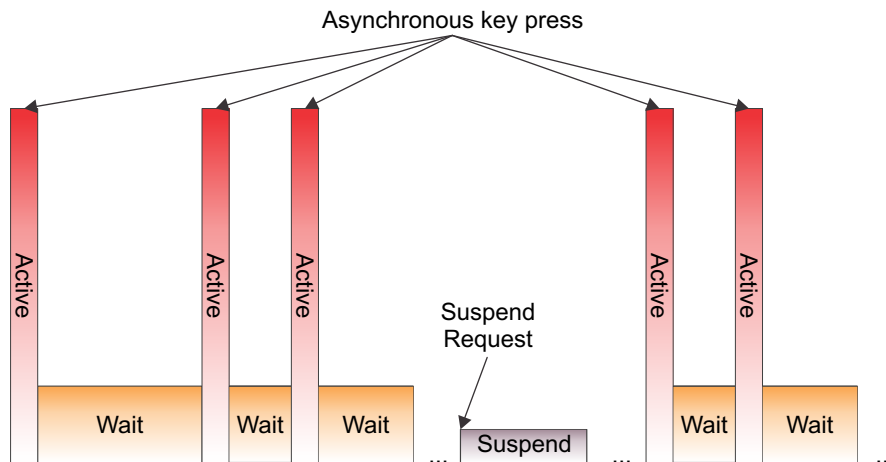 Asynchronous key press
Active
Active
Active
Active
Active
Suspend
Request
Wait
Wait
Wait
Wait
Wait
...
Suspend
...
...